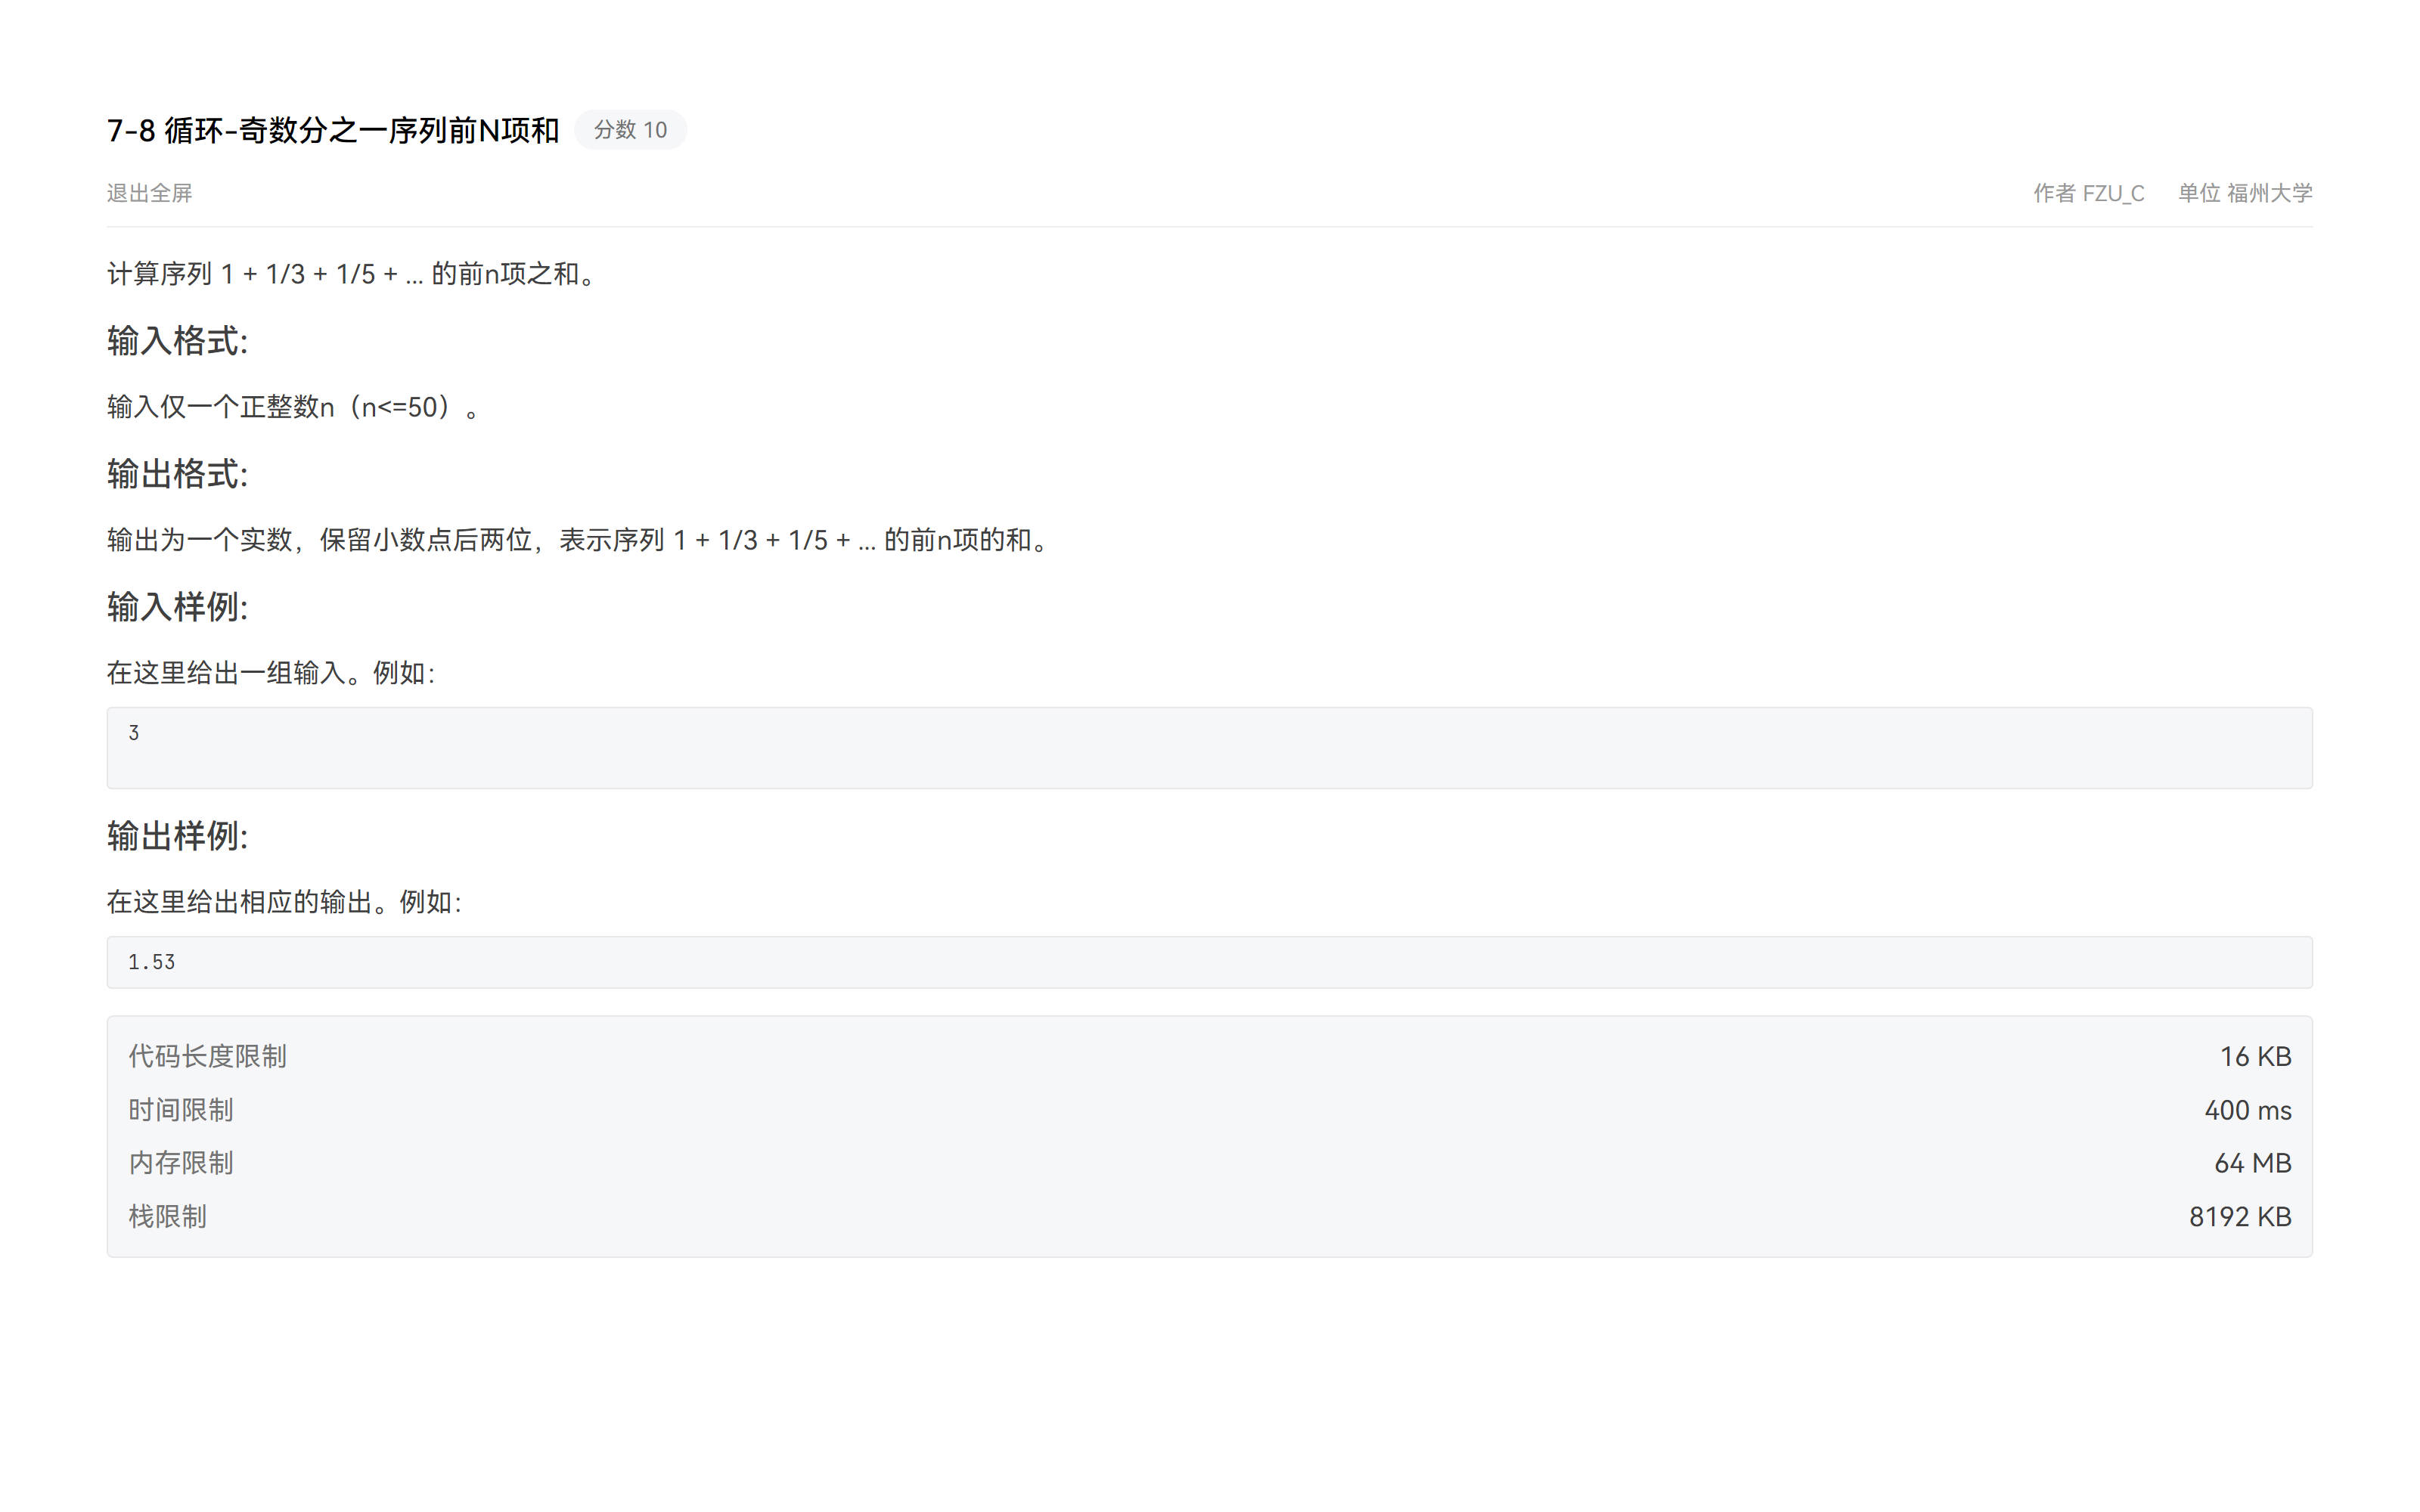 7-8 循环-奇数分之一序列前N项和 分数 10
退出全屏 作者 FZU_C 单位 福州大学
计算序列 1 + 1/3 + 1/5 + ... 的前n项之和。
输入格式:
输入仅一个正整数n（n<=50）。
输出格式:
输出为一个实数，保留小数点后两位，表示序列 1 + 1/3 + 1/5 + ... 的前n项的和。
输入样例:
在这里给出一组输入。例如：
3
输出样例:
在这里给出相应的输出。例如：
1.53
代码长度限制 16 KB
时间限制 400 ms
内存限制 64 MB
栈限制 8192 KB